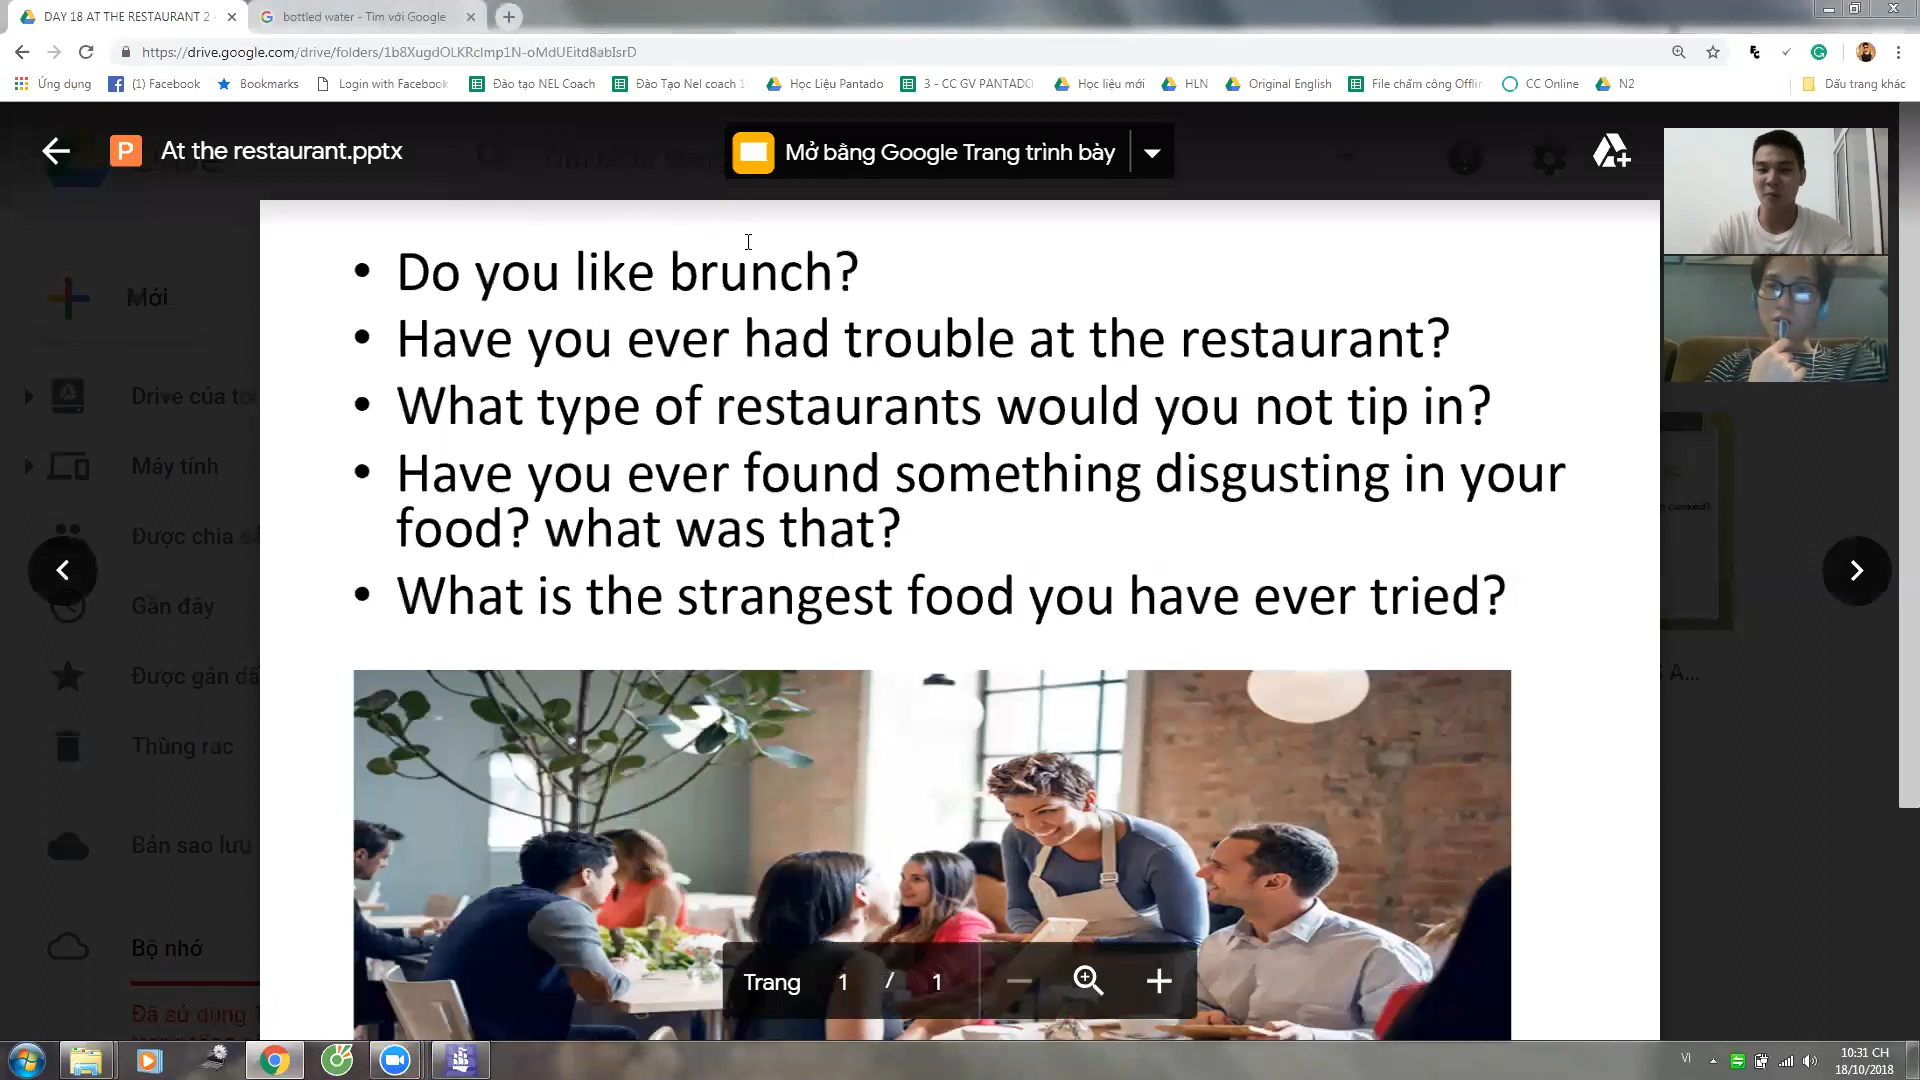 DAY 18 AT THE RESTAURANT 2 -
bottled water - Tìm với Google
https://drive.google.com/drive/folders/1b8XugdOLKRclmp1N-oMdUEitd8abIsrD
Ứng dụng
(1) Facebook
Bookmarks
Login with Facebook
Đào tạo NEL Coach
Đào Tạo Nel coach 1
Học Liệu Pantado
3 - CC GV PANTADO
Học liệu mới
HLN
Original English
File chấm công Offlin
CC Online
N2
Dấu trang khác
P
At the restaurant.pptx
Mở bằng Google Trang trình bày
• Do you like brunch?
• Have you ever had trouble at the restaurant?
• What type of restaurants would you not tip in?
• Have you ever found something disgusting in your
food? what was that?
• What is the strangest food you have ever tried?
Mới
Drive của
Máy tính
Được chia
Gần đây
Được gắn
Thùng rác
Bản sao lưu
Bộ nhớ
Đã sử dụng
A...
Trang 1 / 1
VI
10:31 CH
18/10/2018